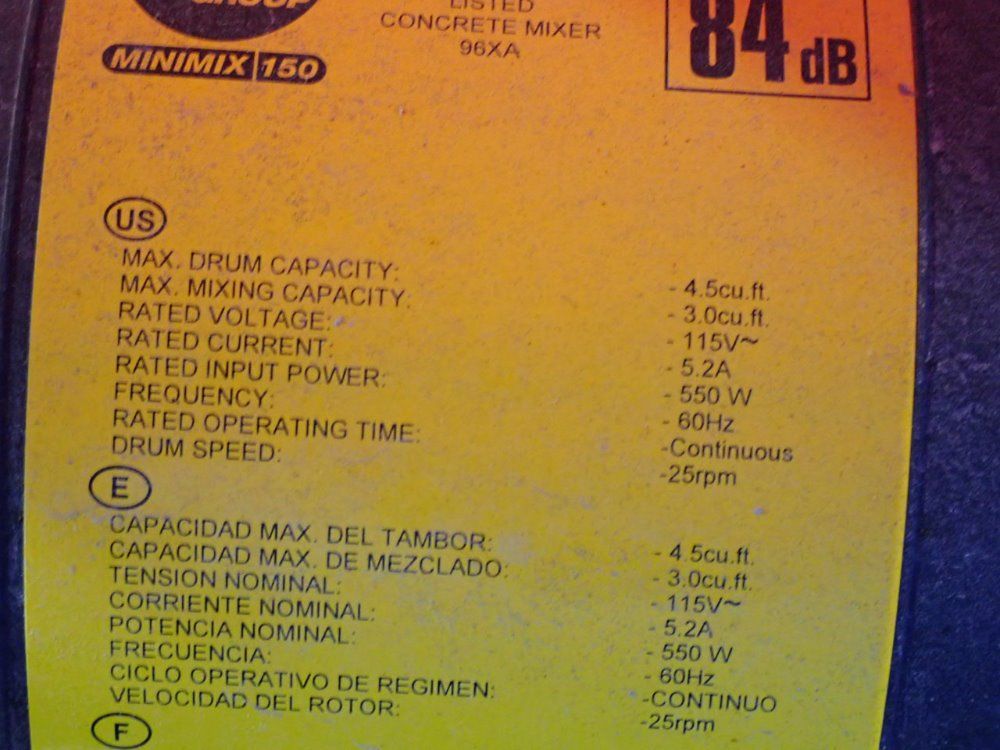 GROUP
MINIMIX 150
LISTED
CONCRETE MIXER
96XA
84 dB
US
MAX. DRUM CAPACITY: - 4.5cu.ft.
MAX. MIXING CAPACITY: - 3.0cu.ft.
RATED VOLTAGE: - 115V~
RATED CURRENT: - 5.2A
RATED INPUT POWER: - 550 W
FREQUENCY: - 60Hz
RATED OPERATING TIME: -Continuous
DRUM SPEED: -25rpm
E
CAPACIDAD MAX. DEL TAMBOR: - 4.5cu.ft.
CAPACIDAD MAX. DE MEZCLADO: - 3.0cu.ft.
TENSION NOMINAL: - 115V~
CORRIENTE NOMINAL: - 5.2A
POTENCIA NOMINAL: - 550 W
FRECUENCIA: - 60Hz
CICLO OPERATIVO DE REGIMEN: -CONTINUO
VELOCIDAD DEL ROTOR: -25rpm
F